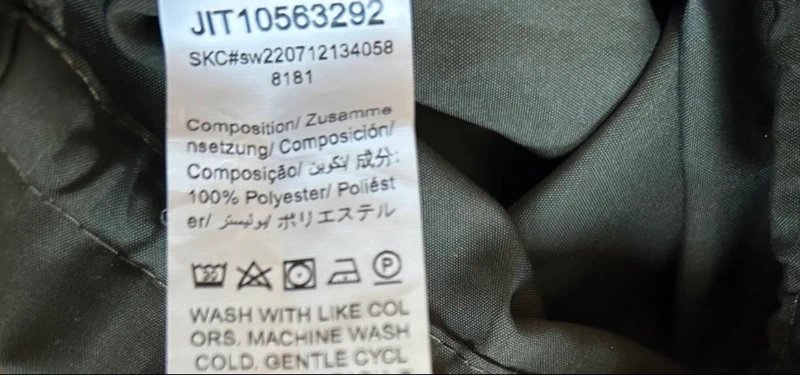 JIT10563292
SKC#sw220712134058
8181
Composition/ Zusamme
nsetzung/ Composición/
Composição/ تكوين/ 成分:
100% Polyester/ Poliést
er/ بوليستر/ ポリエステル
30 P
WASH WITH LIKE COL
ORS. MACHINE WASH
COLD. GENTLE CYCL